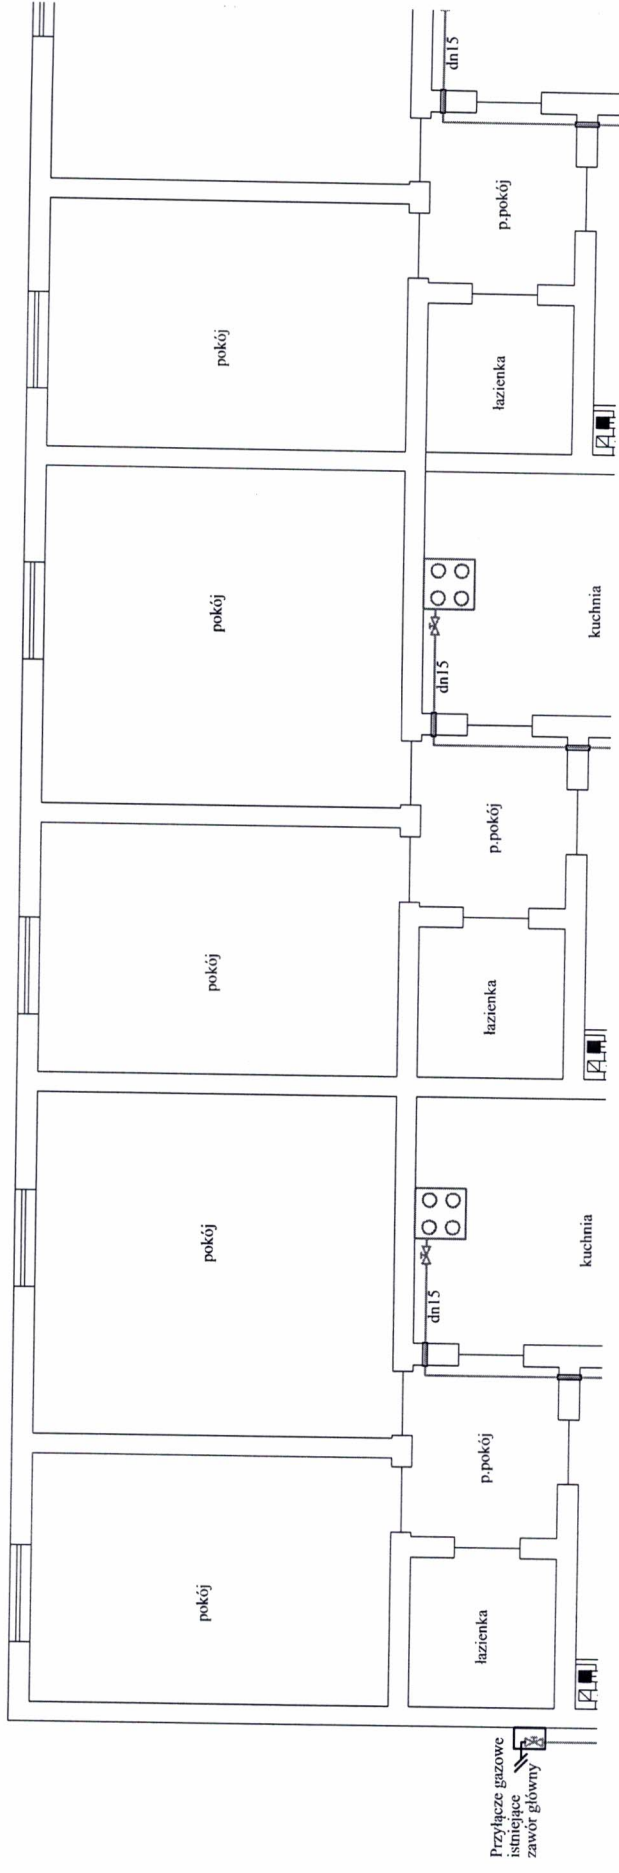 Przyłącze gazowe
istniejące
zawór główny
pokój
pokój
pokój
pokój
pokój
łazienka
p.pokój
dn15
łazienka
p.pokój
dn15
łazienka
p.pokój
dn15
kuchnia
kuchnia